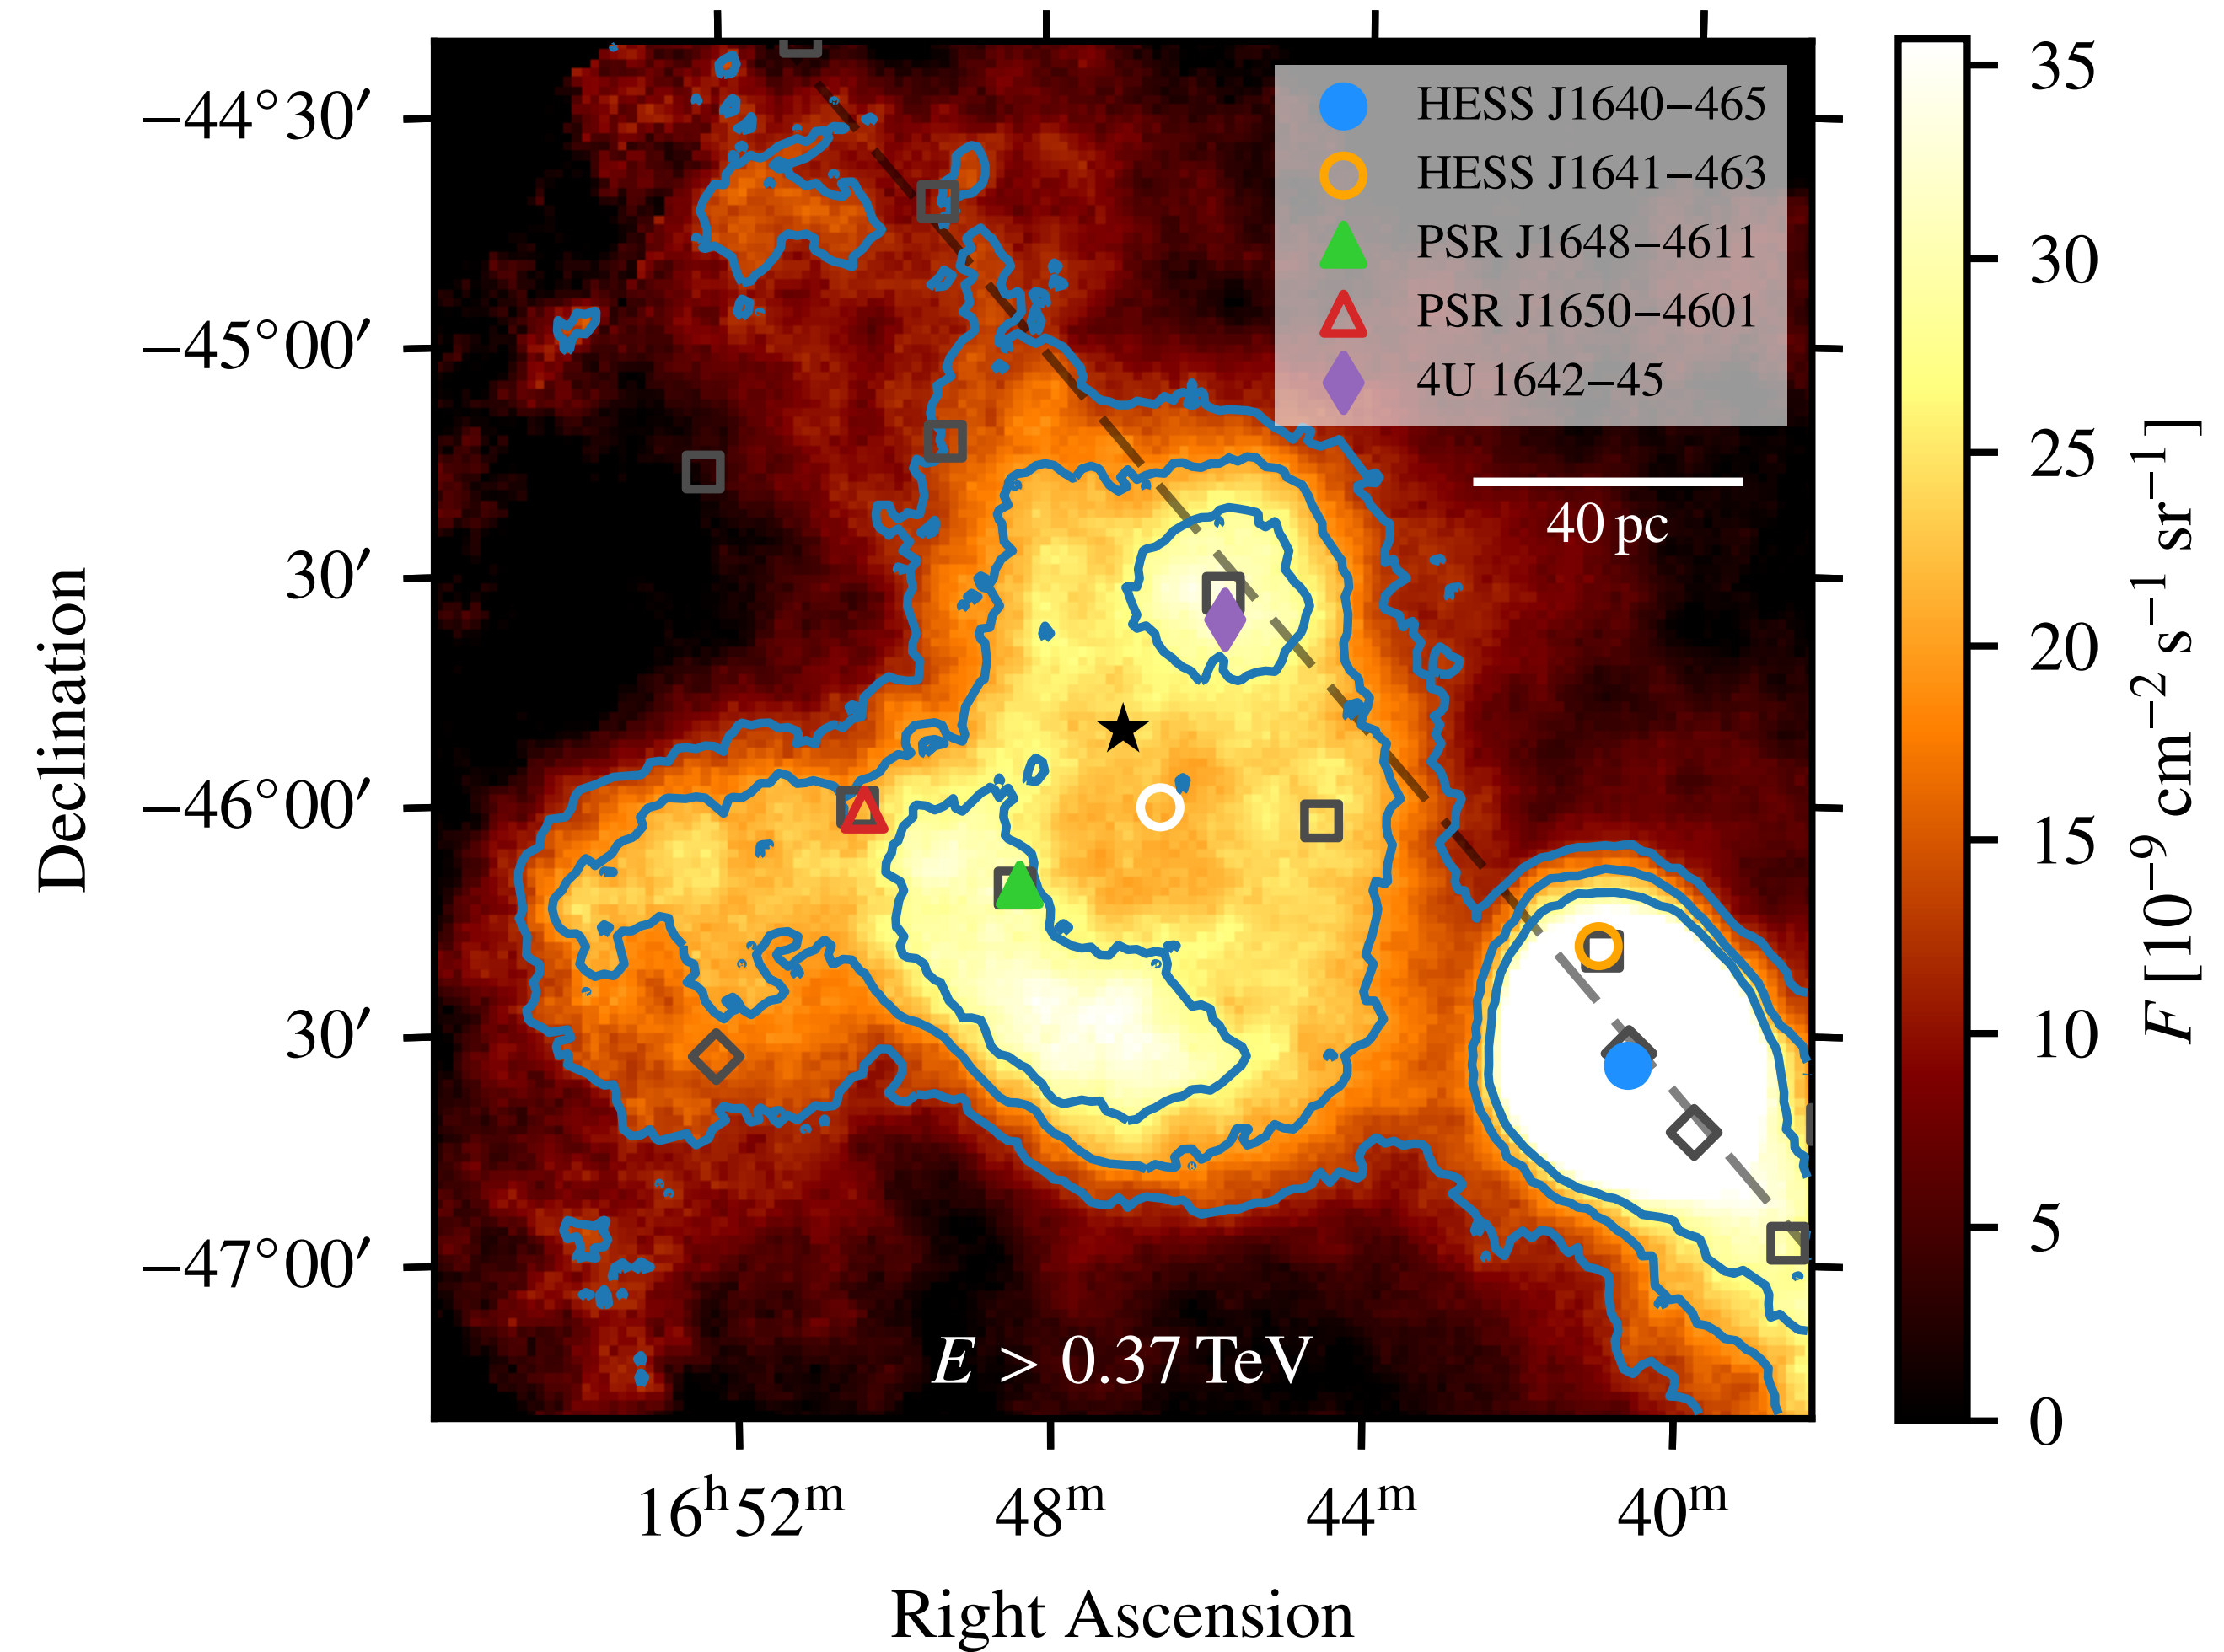 HESS J1640−465
HESS J1641−463
PSR J1648−4611
PSR J1650−4601
4U 1642−45
40 pc
E > 0.37 TeV
Declination
−44°30′
−45°00′
30′
−46°00′
30′
−47°00′
16ʰ52ᵐ
48ᵐ
44ᵐ
40ᵐ
Right Ascension
35
30
25
20
15
10
5
0
F [10⁻⁹ cm⁻² s⁻¹ sr⁻¹]